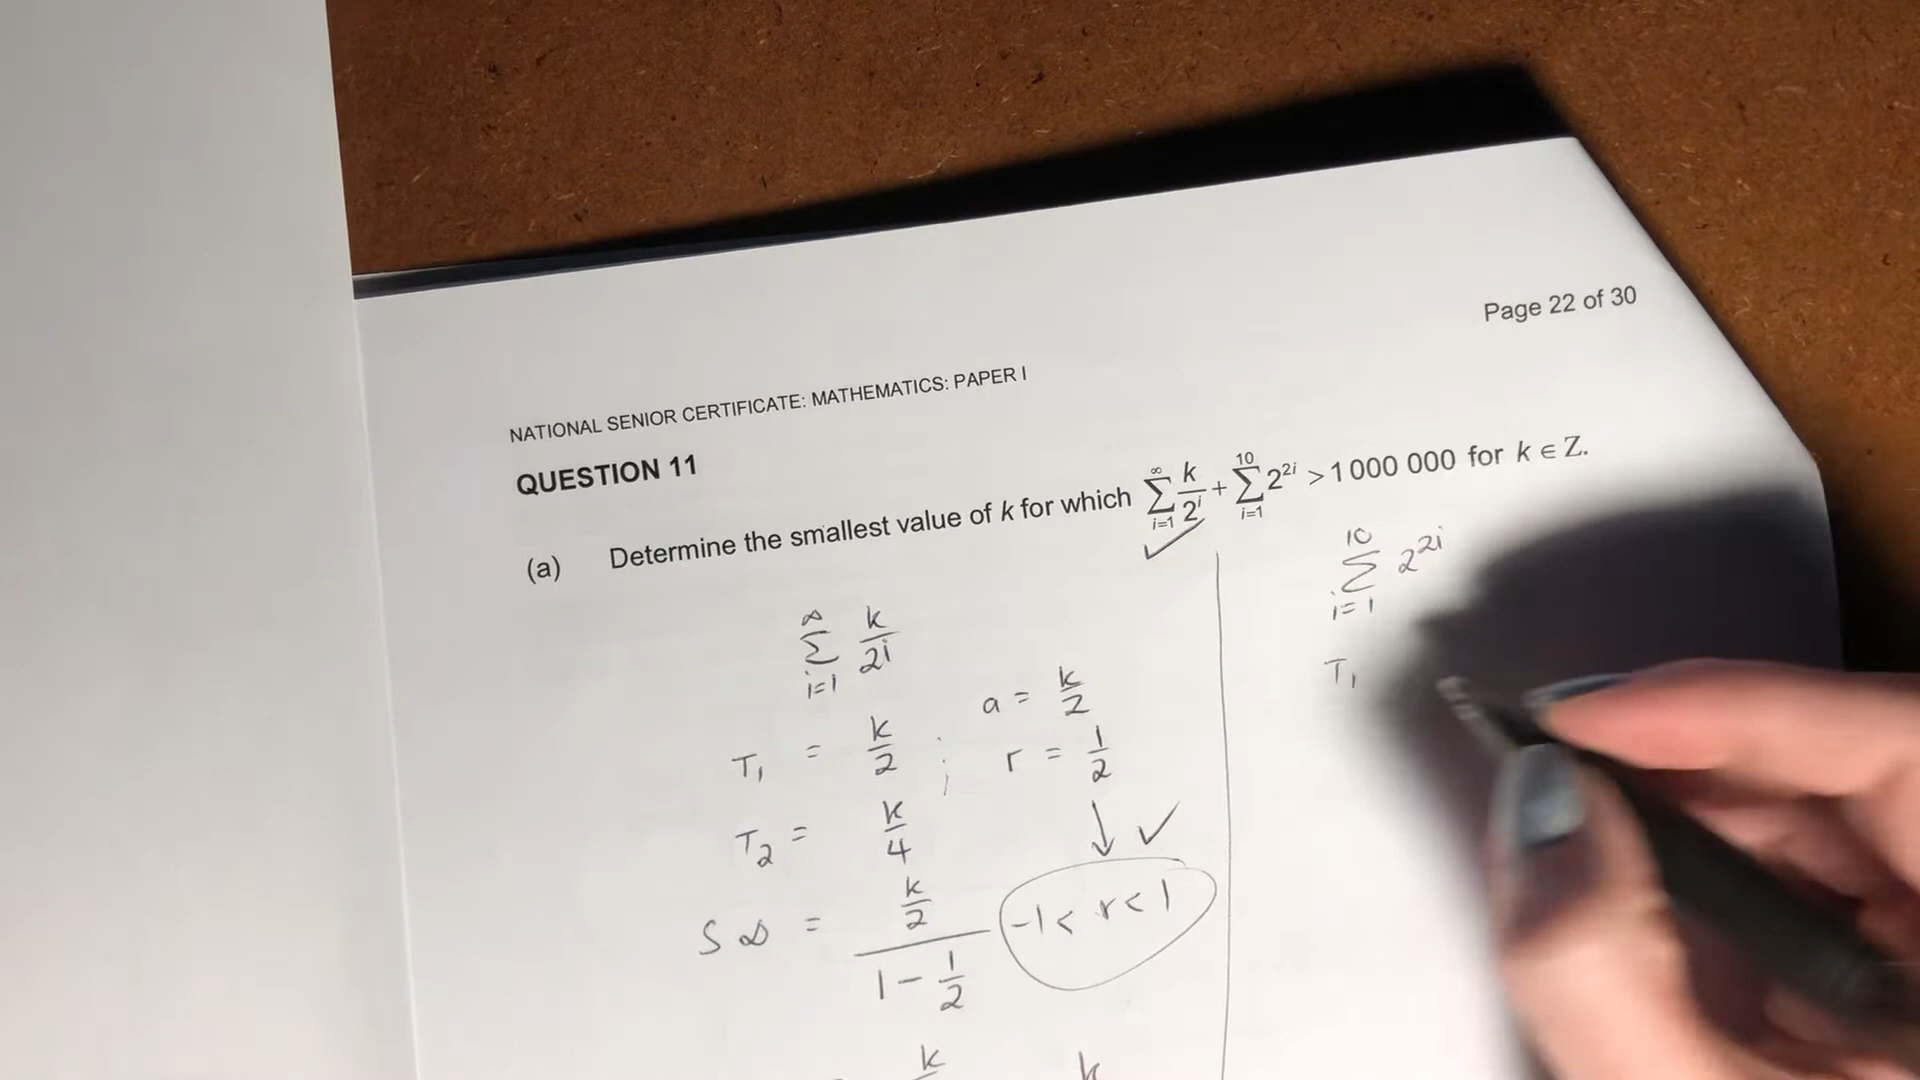 Page 22 of 30
NATIONAL SENIOR CERTIFICATE: MATHEMATICS: PAPER I
QUESTION 11
(a) Determine the smallest value of k for which ∑_{i=1}^{∞} k/2^i + ∑_{i=1}^{10} 2^{2i} > 1 000 000 for k ∈ ℤ.
∑_{i=1}^{∞} k/2i
T₁ = k/2 ; a = k/2
r = 1/2
T₂ = k/4
S∞ = (k/2)/(1 - 1/2)
-1 < r < 1
k k
∑_{i=1}^{10} 2^{2i}
T₁